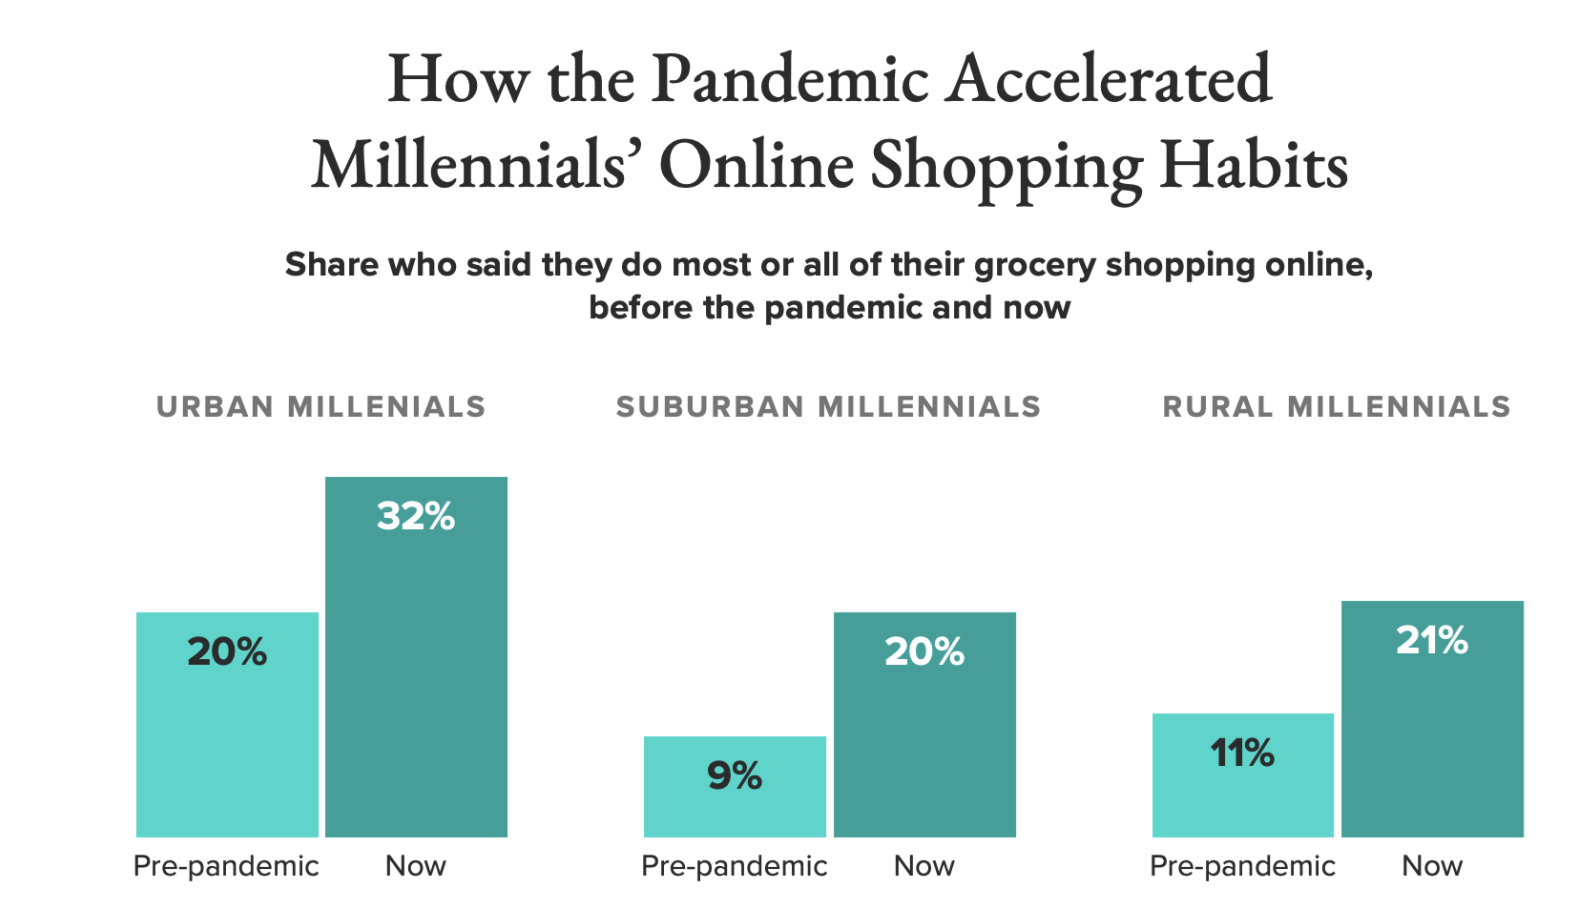 How the Pandemic Accelerated
Millennials’ Online Shopping Habits
Share who said they do most or all of their grocery shopping online,
before the pandemic and now
URBAN MILLENIALS
32%
20%
Pre-pandemic Now
SUBURBAN MILLENNIALS
20%
9%
Pre-pandemic Now
RURAL MILLENNIALS
21%
11%
Pre-pandemic Now